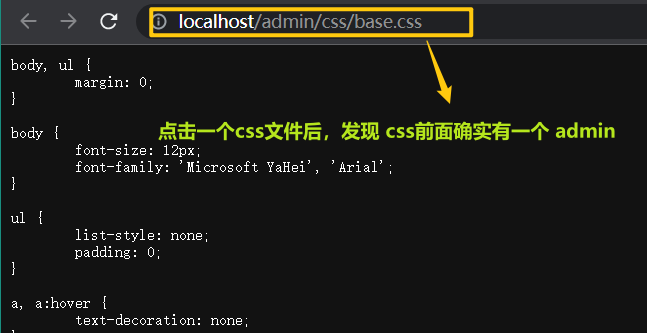 localhost/admin/css/base.css
body, ul {
margin: 0;
}
点击一个css文件后，发现 css前面确实有一个 admin
body {
font-size: 12px;
font-family: 'Microsoft YaHei', 'Arial';
}
ul {
list-style: none;
padding: 0;
}
a, a:hover {
text-decoration: none;